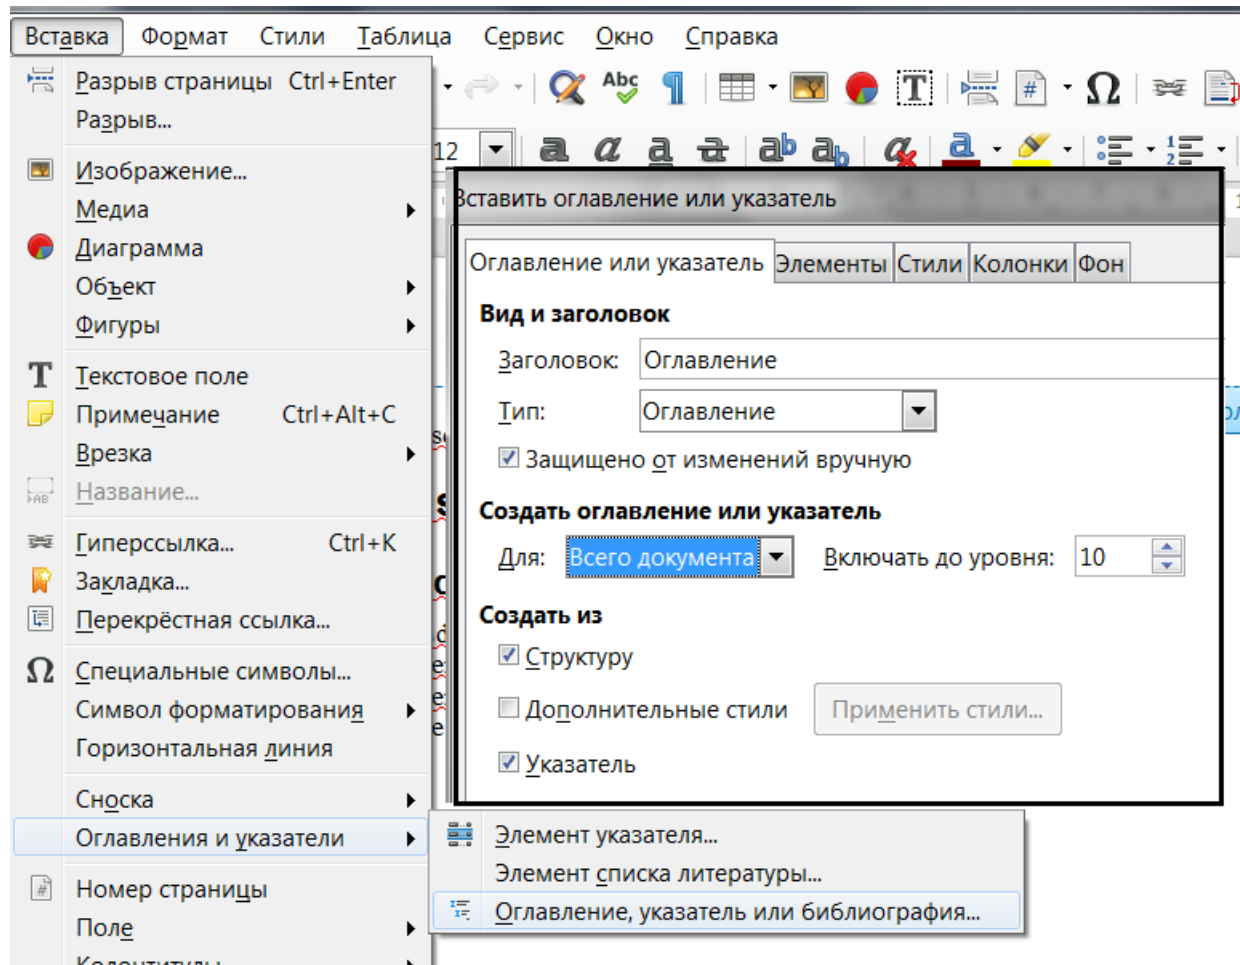 Вставка Формат Стили Таблица Сервис Окно Справка
Разрыв страницы Ctrl+Enter
Разрыв...
Изображение...
Медиа
Диаграмма
Объект
Фигуры
Текстовое поле
Примечание Ctrl+Alt+C
Врезка
Название...
Гиперссылка... Ctrl+K
Закладка...
Перекрёстная ссылка...
Специальные символы...
Символ форматирования
Горизонтальная линия
Сноска
Оглавления и указатели
Номер страницы
Поле
Колонтитулы
Abc
12
Вставить оглавление или указатель
Оглавление или указатель Элементы Стили Колонки Фон
Вид и заголовок
Заголовок: Оглавление
Тип: Оглавление
Защищено от изменений вручную
Создать оглавление или указатель
Для: Всего документа Включать до уровня: 10
Создать из
Структуру
Дополнительные стили Применить стили...
Указатель
Элемент указателя...
Элемент списка литературы...
Оглавление, указатель или библиография...